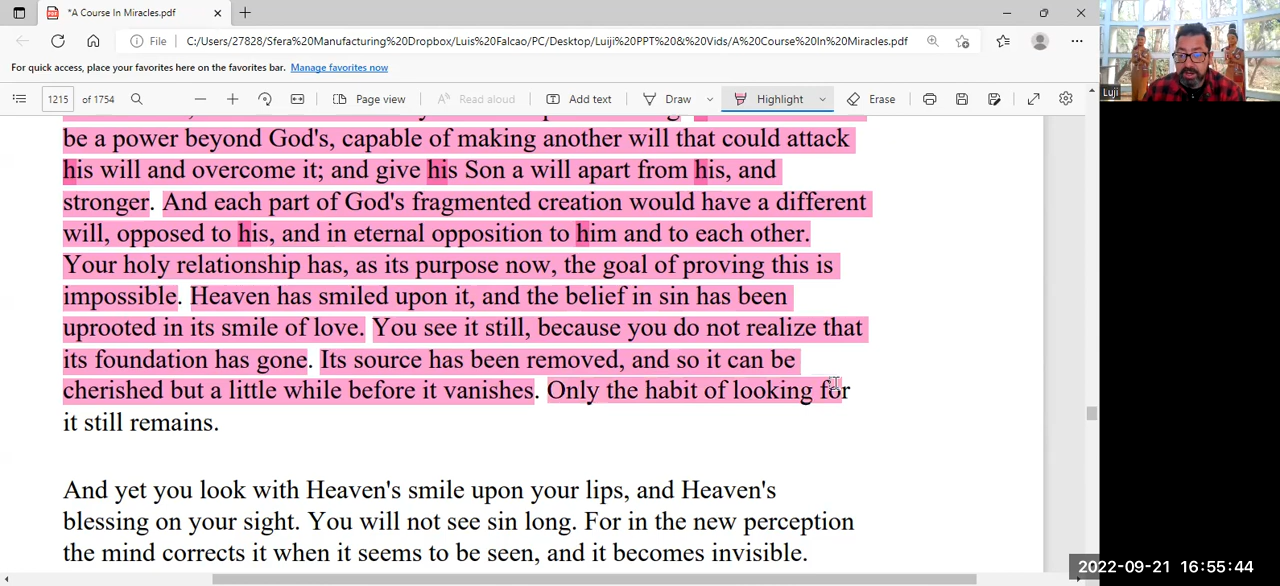 *A Course In Miracles.pdf
File
C:/Users/27828/Sfera%20Manufacturing%20Dropbox/Luis%20Falcao/PC/Desktop/Luiji%20PPT%20&%20Vids/A%20Course%20In%20Miracles.pdf
For quick access, place your favorites here on the favorites bar. Manage favorites now
1215 of 1754
Page view
Read aloud
Add text
Draw
Highlight
Erase
be a power beyond God's, capable of making another will that could attack
his will and overcome it; and give his Son a will apart from his, and
stronger. And each part of God's fragmented creation would have a different
will, opposed to his, and in eternal opposition to him and to each other.
Your holy relationship has, as its purpose now, the goal of proving this is
impossible. Heaven has smiled upon it, and the belief in sin has been
uprooted in its smile of love. You see it still, because you do not realize that
its foundation has gone. Its source has been removed, and so it can be
cherished but a little while before it vanishes. Only the habit of looking for
it still remains.
And yet you look with Heaven's smile upon your lips, and Heaven's
blessing on your sight. You will not see sin long. For in the new perception
the mind corrects it when it seems to be seen, and it becomes invisible.
Luji
2022-09-21 16:55:44